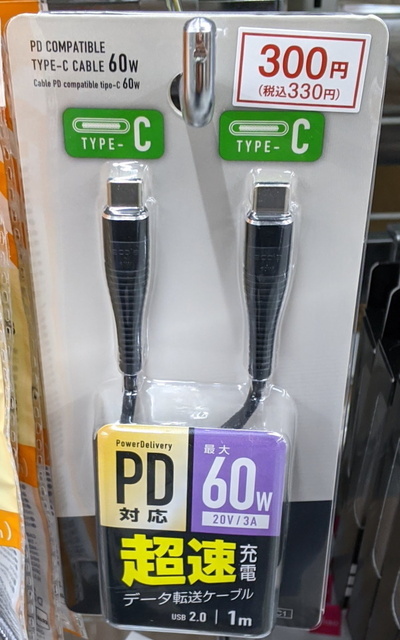 PD COMPATIBLE
TYPE-C CABLE 60W
Cable PD compatible tipo-C 60w
300円
(税込330円)
TYPE-C
TYPE-C
PowerDelivery
PD
対応
最大
60W
20V/3A
超速充電
データ転送ケーブル
USB 2.0 1m